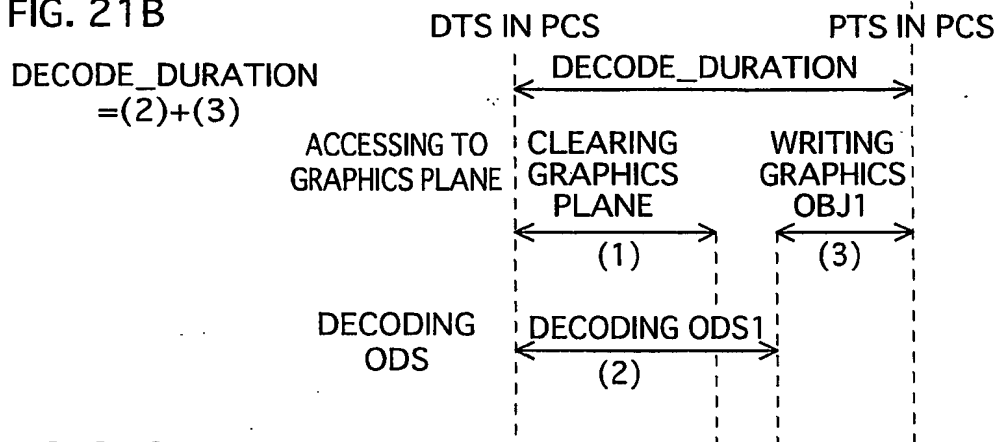 FIG. 21B
DTS IN PCS
PTS IN PCS
DECODE_DURATION
=(2)+(3)
DECODE_DURATION
ACCESSING TO
GRAPHICS PLANE
CLEARING
GRAPHICS
PLANE
(1)
WRITING
GRAPHICS
OBJ1
(3)
DECODING
ODS
DECODING ODS1
(2)